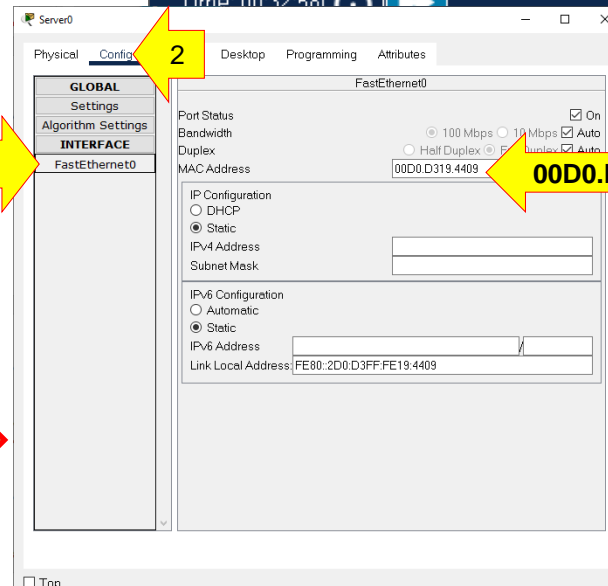 Server0
Physical Config 2 Desktop Programming Attributes
GLOBAL
Settings
Algorithm Settings
INTERFACE
FastEthernet0
FastEthernet0
Port Status On
Bandwidth 100 Mbps 10 Mbps Auto
Duplex Half Duplex Duplex Auto
MAC Address 00D0.D319.4409 00D0.
IP Configuration
DHCP
Static
IPv4 Address
Subnet Mask
IPv6 Configuration
Automatic
Static
IPv6 Address /
Link Local Address: FE80::2D0:D3FF:FE19:4409
Top